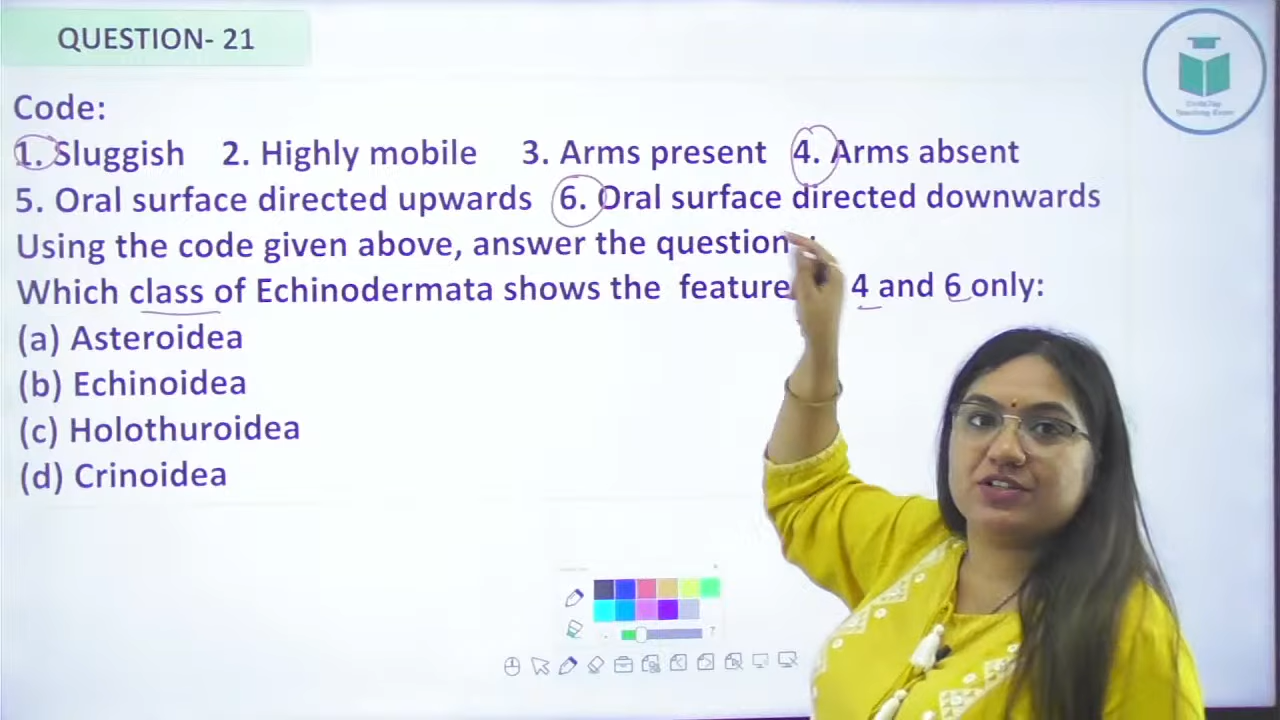 QUESTION- 21
Code:
1. Sluggish 2. Highly mobile 3. Arms present 4. Arms absent
5. Oral surface directed upwards 6. Oral surface directed downwards
Using the code given above, answer the question :
Which class of Echinodermata shows the feature 4 and 6 only:
(a) Asteroidea
(b) Echinoidea
(c) Holothuroidea
(d) Crinoidea